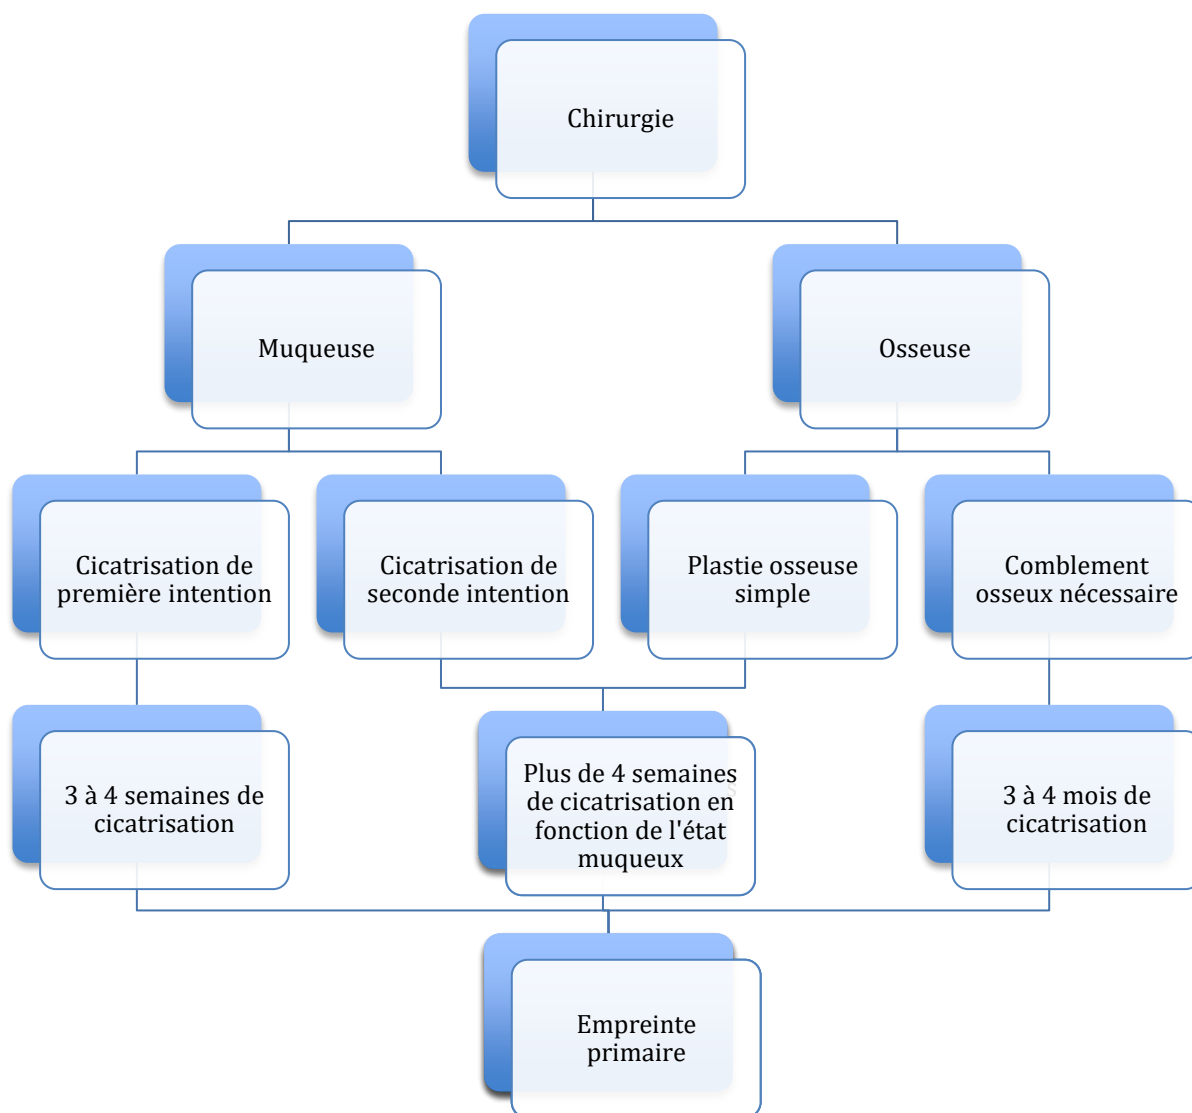 Chirurgie
Muqueuse
Osseuse
Cicatrisation de
première intention
Cicatrisation de
seconde intention
Plastie osseuse
simple
Comblement
osseux nécessaire
3 à 4 semaines de
cicatrisation
Plus de 4 semaines
de cicatrisation en
fonction de l'état
muqueux
3 à 4 mois de
cicatrisation
Empreinte
primaire